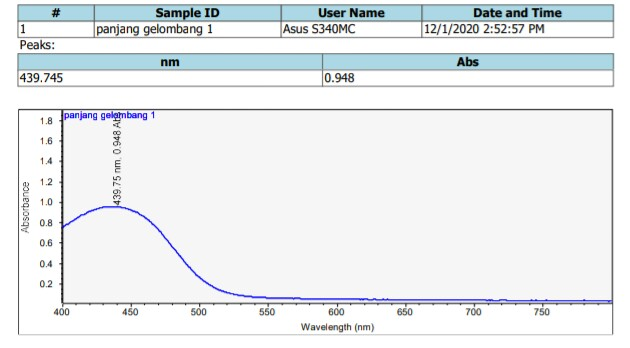 # Sample ID User Name Date and Time
1 panjang gelombang 1 Asus S340MC 12/1/2020 2:52:57 PM
Peaks:
nm Abs
439.745 0.948
panjang gelombang 1
439.75 nm, 0.948 Abs
Absorbance
1.8
1.6
1.4
1.2
1.0
0.8
0.6
0.4
0.2
400 450 500 550 600 650 700 750
Wavelength (nm)